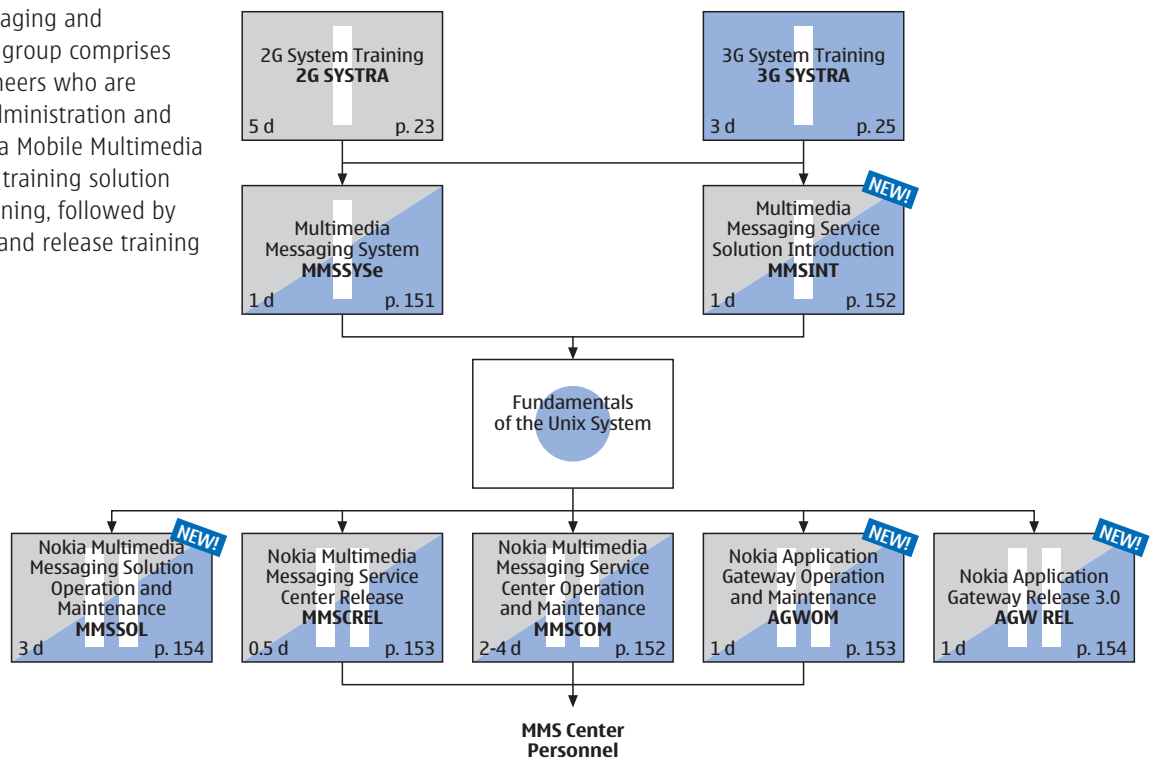 aging and
group comprises
neers who are
dministration and
a Mobile Multimedia
training solution
ning, followed by
and release training
2G System Training
2G SYSTRA
5 d
p. 23
3G System Training
3G SYSTRA
3 d
p. 25
Multimedia
Messaging System
MMSSYSe
1 d
p. 151
NEW!
Multimedia
Messaging Service
Solution Introduction
MMSINT
1 d
p. 152
Fundamentals
of the Unix System
NEW!
Nokia Multimedia
Messaging Solution
Operation and
Maintenance
MMSSOL
3 d
p. 154
Nokia Multimedia
Messaging Service
Center Release
MMSCREL
0.5 d
p. 153
Nokia Multimedia
Messaging Service
Center Operation
and Maintenance
MMSCOM
2-4 d
p. 152
NEW!
Nokia Application
Gateway Operation
and Maintenance
AGWOM
1 d
p. 153
NEW!
Nokia Application
Gateway Release 3.0
AGW REL
1 d
p. 154
MMS Center
Personnel